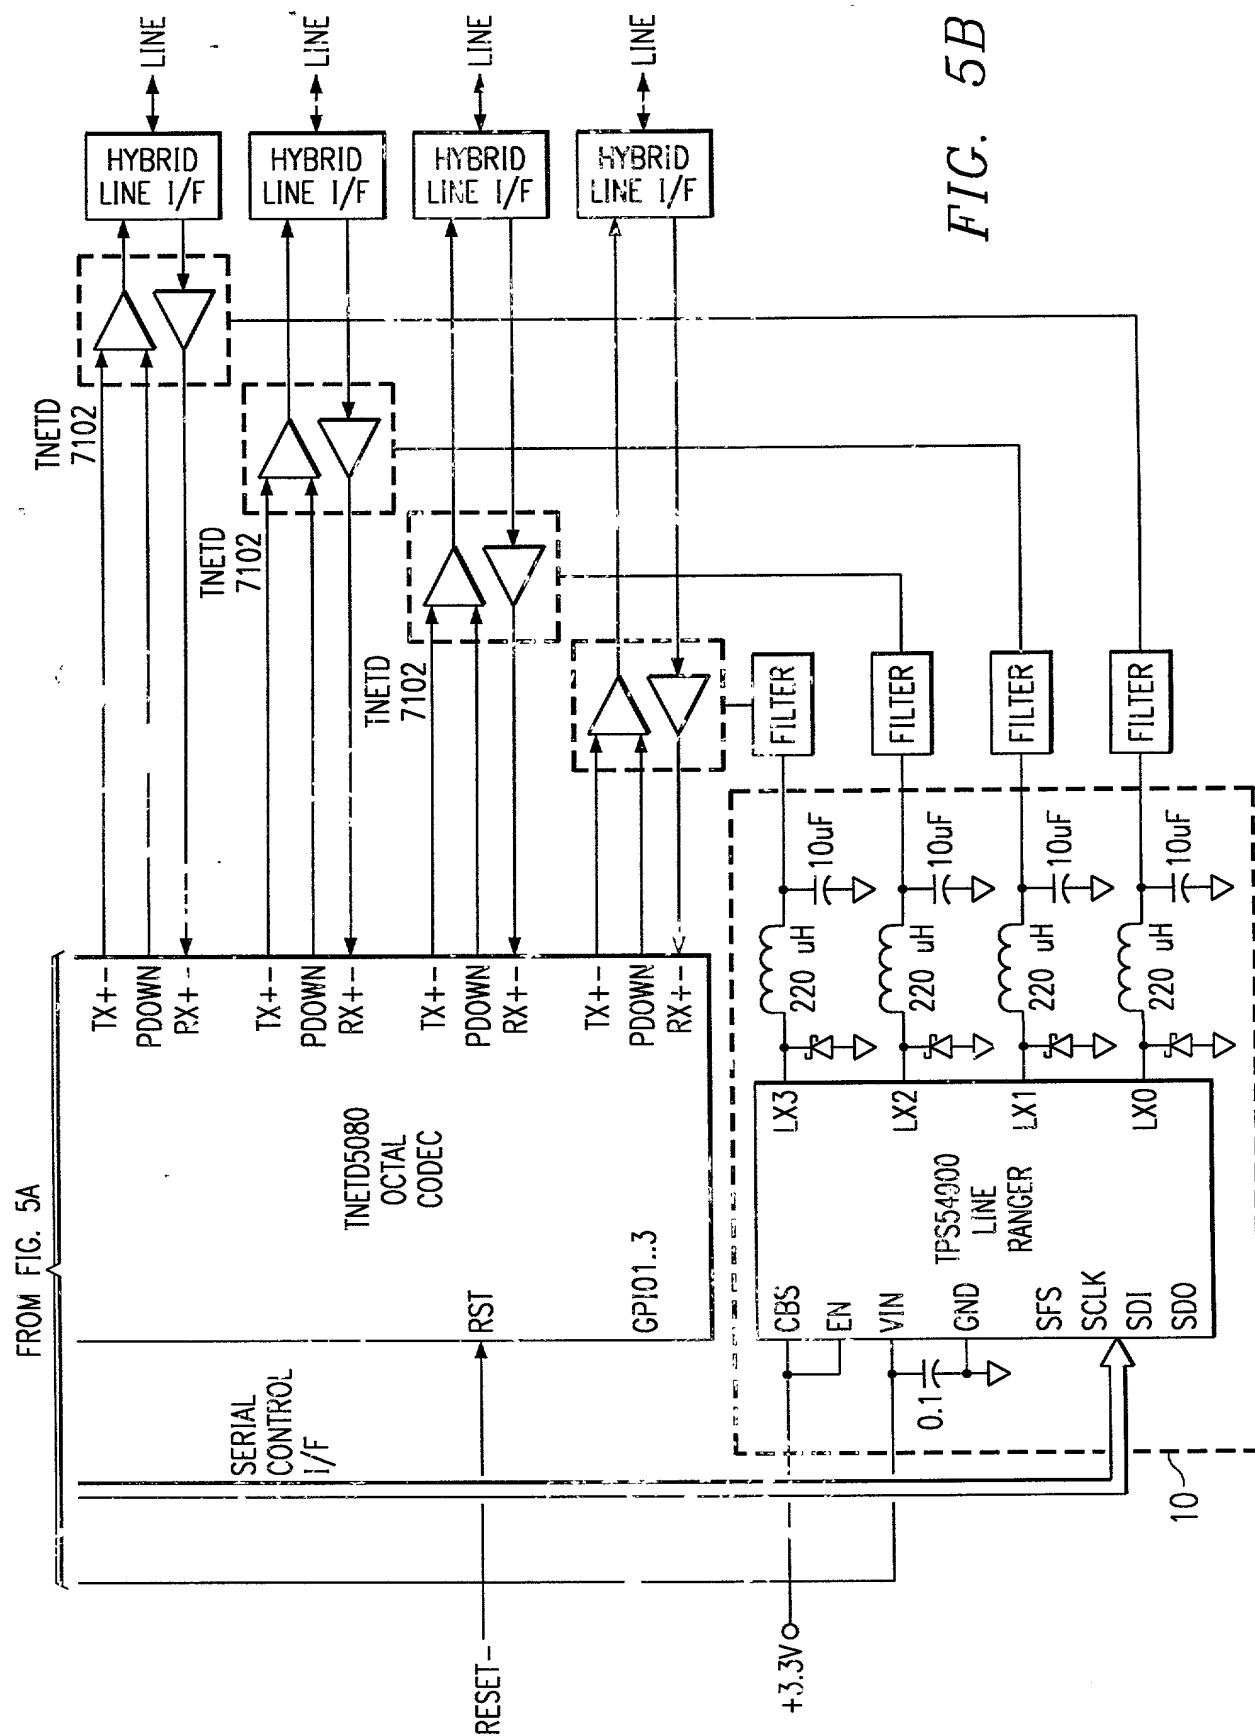 FROM FIG. 5A
SERIAL
CONTROL
I/F
RESET-
RST
GPIO1..3
TNETD5080
OCTAL
CODEC
TX+-
PDOWN
RX+-
TX+-
PDOWN
RX+-
TX+-
PDOWN
RX+-
TX+-
PDOWN
RX+-
TNETD
7102
TNETD
7102
TNETD
7102
HYBRID
LINE I/F
LINE
HYBRID
LINE I/F
LINE
HYBRID
LINE I/F
LINE
HYBRID
LINE I/F
LINE
+3.3V
0.1
10
CBS
EN
VIN
GND
SFS
SCLK
SDI
SDO
TPS54900
LINE
RANGER
LX3
LX2
LX1
LX0
220 uH
10uF
FILTER
220 uH
10uF
FILTER
220 uH
10uF
FILTER
220 uH
10uF
FILTER
FIG. 5B